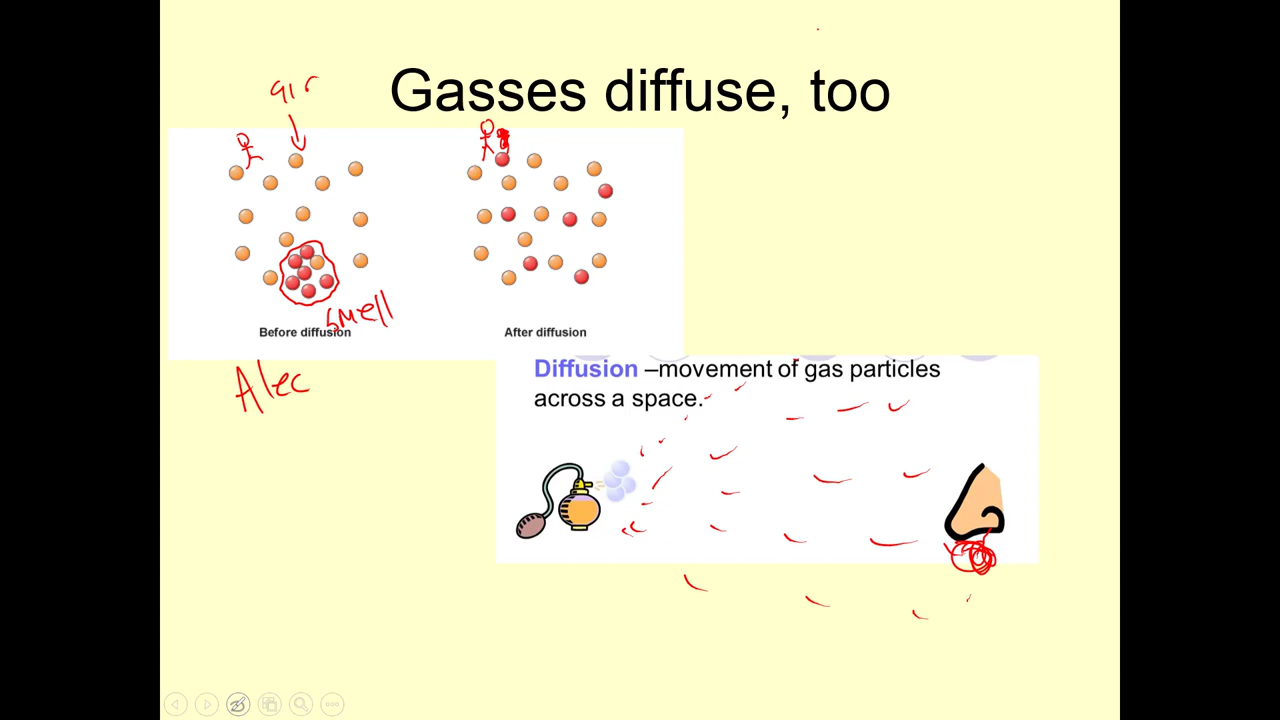 Gasses diffuse, too
air
smell
Before diffusion
After diffusion
Alec
Diffusion –movement of gas particles
across a space.